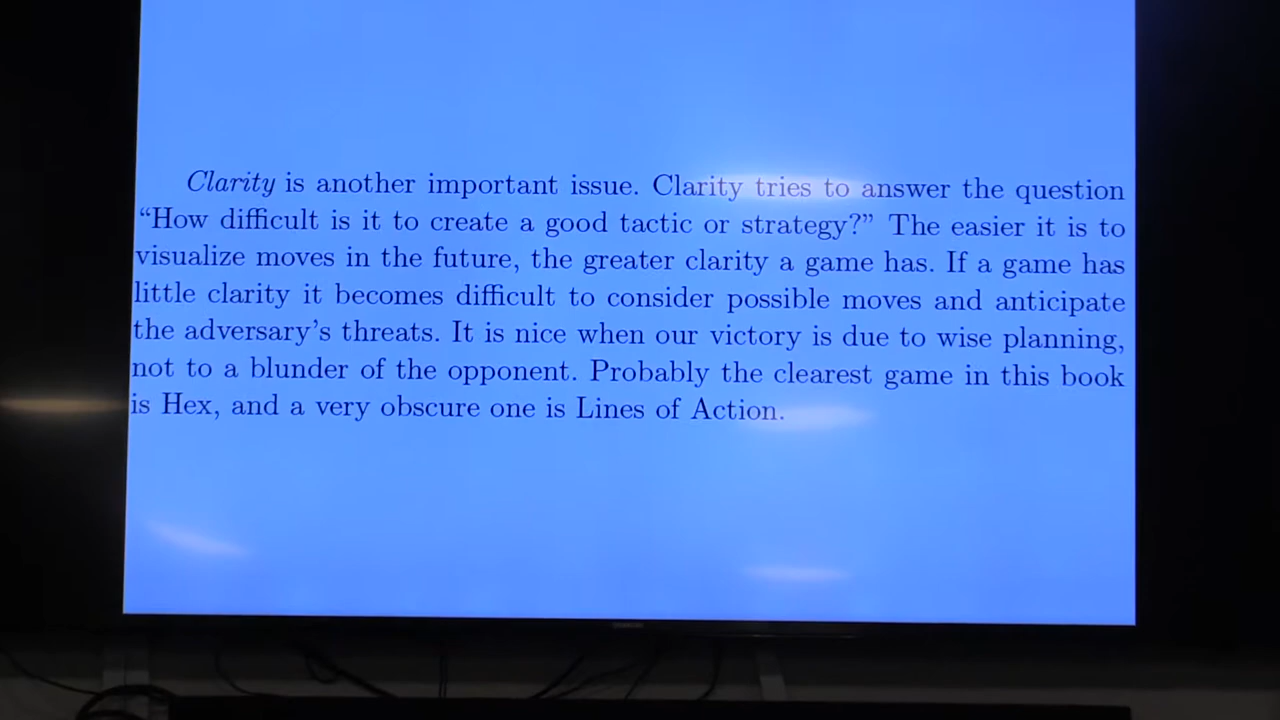 Clarity is another important issue. Clarity tries to answer the question
“How difficult is it to create a good tactic or strategy?” The easier it is to
visualize moves in the future, the greater clarity a game has. If a game has
little clarity it becomes difficult to consider possible moves and anticipate
the adversary’s threats. It is nice when our victory is due to wise planning,
not to a blunder of the opponent. Probably the clearest game in this book
is Hex, and a very obscure one is Lines of Action.